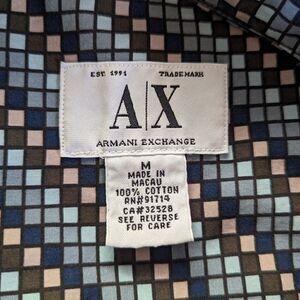 EST. 1991 TRADEMARK
A|X
ARMANI EXCHANGE
M
MADE IN
MACAU
100% COTTON
RN#91714
CA#32528
SEE REVERSE
FOR CARE